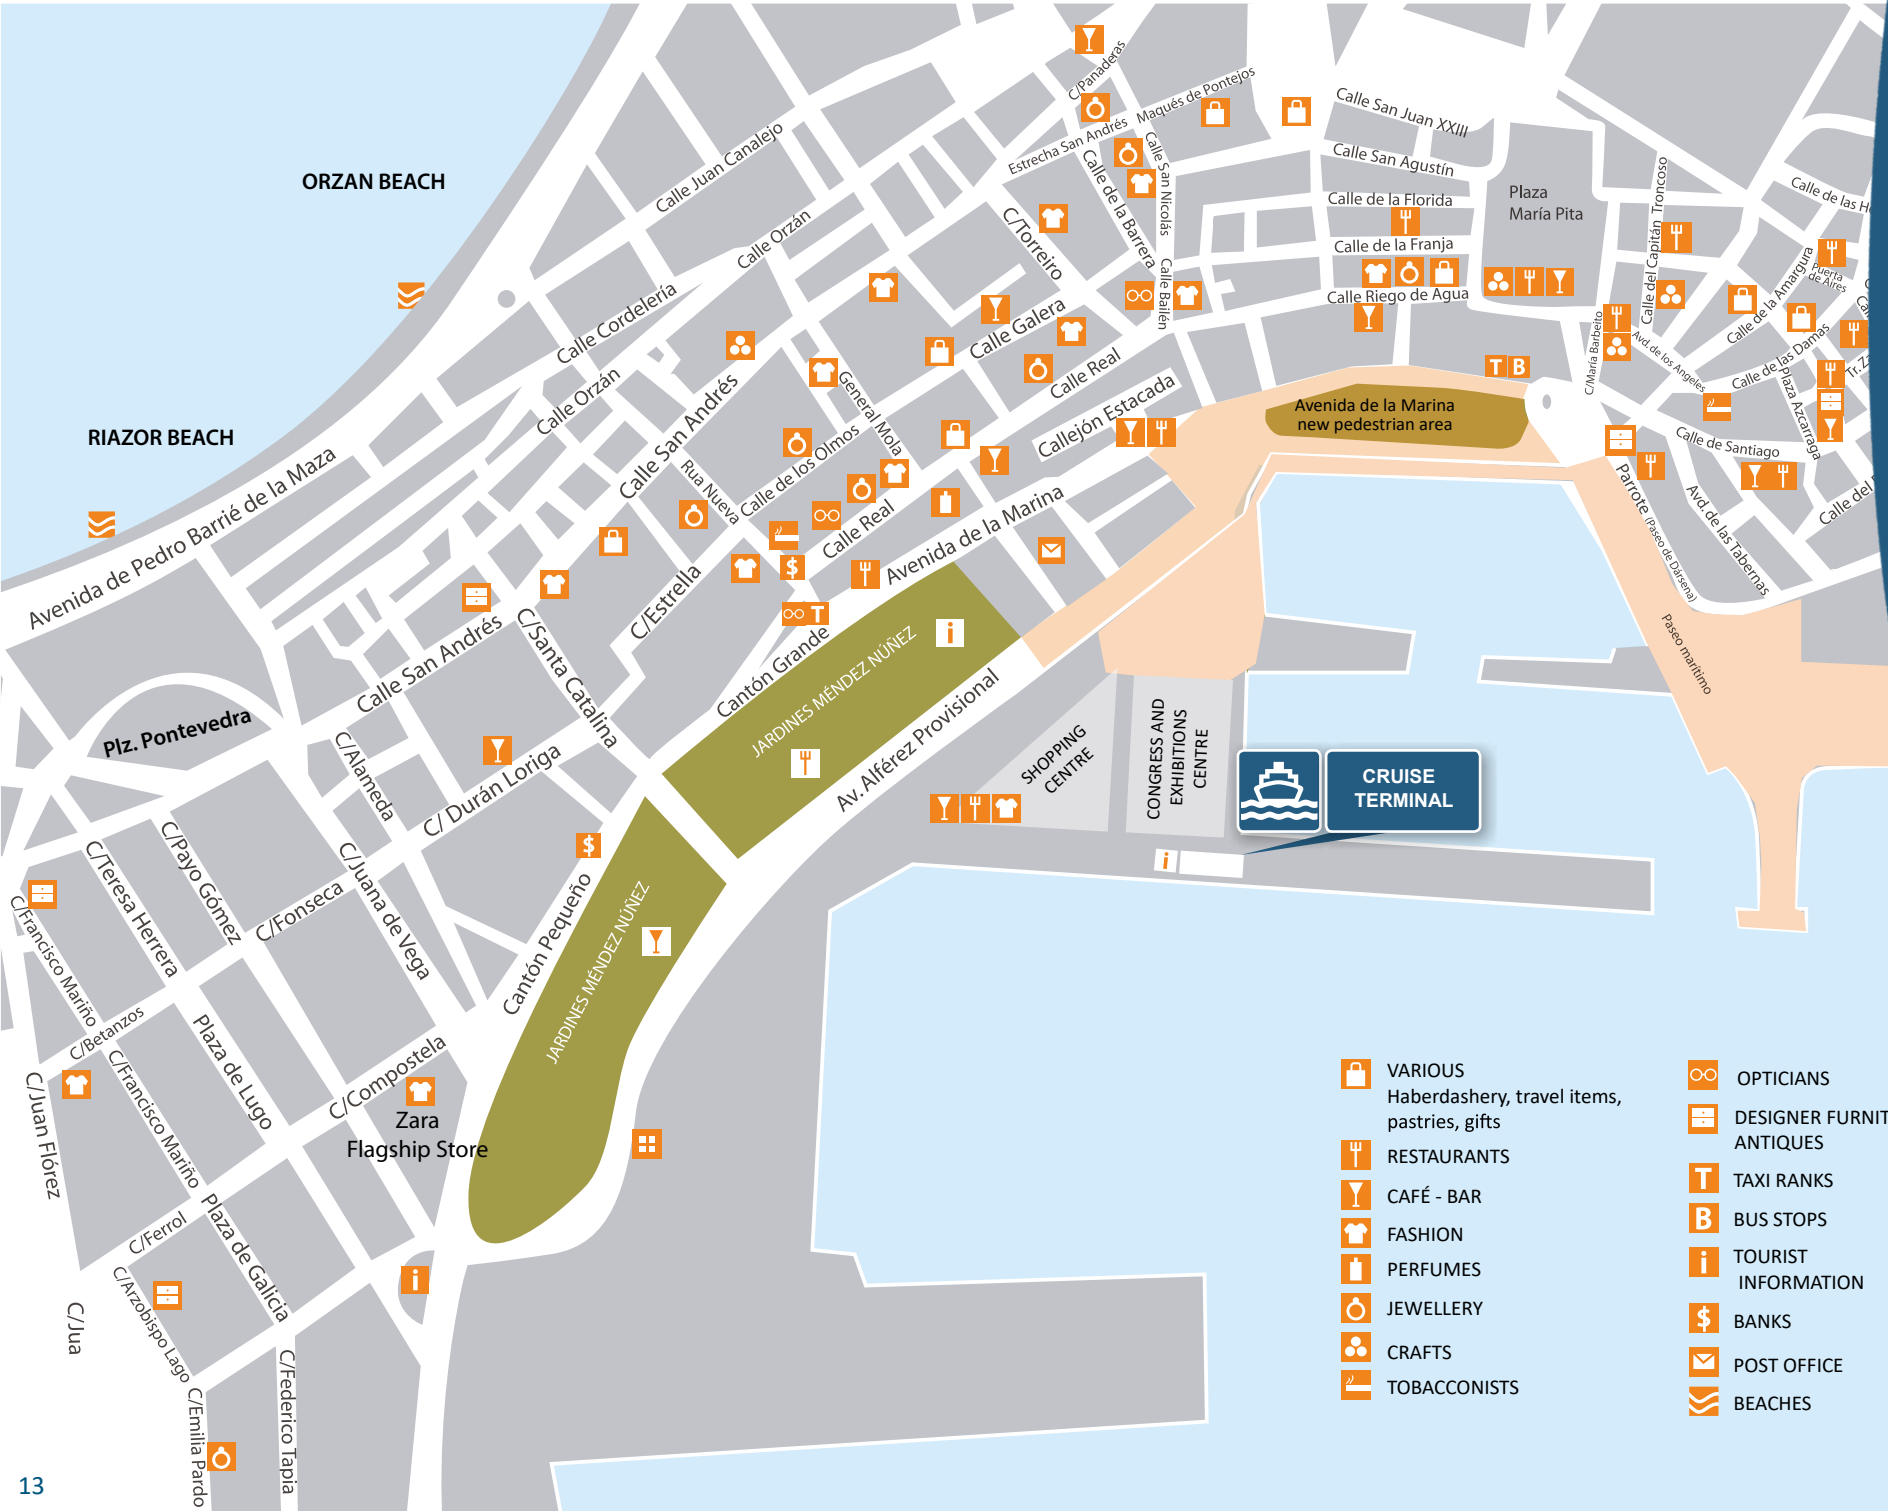 C/Panaderas
Maqués de Pontejos
Estrecha San Andrés
Calle San Juan XXIII
Calle San Agustín
Calle San Nicolás
Calle de la Barrera
Calle Juan Canalejo
ORZAN BEACH
Calle de la Florida
Plaza
María Pita
Calle del Capitán Troncoso
Calle de las H
Calle Orzán
C/Torreiro
Calle de la Franja
Calle de la Amargura
Puerta
de Aires
Calle Bailén
Calle Riego de Agua
Calle Cordelería
Calle Galera
C/María Barbeito
Avd. de los Angeles
Calle de las Damas
Calle Real
Calle Orzán
Calle San Andrés
General Mola
Callejón Estacada
Avenida de la Marina
new pedestrian area
Plaza Azcarraga
Calle de Santiago
RIAZOR BEACH
Calle de los Olmos
Rua Nueva
Parrote (Paseo de Dársena)
Avd. de las Tabernas
Calle del
Avenida de Pedro Barrié de la Maza
Calle Real
Avenida de la Marina
C/Estrella
Calle San Andrés
C/Santa Catalina
Cantón Grande
JARDINES MÉNDEZ NÚÑEZ
Paseo marítimo
Plz. Pontevedra
Av. Alférez Provisional
SHOPPING
CENTRE
CONGRESS AND
EXHIBITIONS
CENTRE
CRUISE
TERMINAL
C/Alameda
C/ Durán Loriga
C/Payo Gómez
C/Teresa Herrera
C/Juana de Vega
C/Fonseca
Cantón Pequeño
JARDINES MÉNDEZ NÚÑEZ
C/Francisco Mariño
C/Betanzos
Plaza de Lugo
C/Francisco Mariño
C/Compostela
C/Juan Flórez
Zara
Flagship Store
C/Ferrol
Plaza de Galicia
C/Arzobispo Lago
C/Jua
C/Federico Tapia
C/Emilia Pardo
VARIOUS
Haberdashery, travel items,
pastries, gifts
RESTAURANTS
CAFÉ - BAR
FASHION
PERFUMES
JEWELLERY
CRAFTS
TOBACCONISTS
OPTICIANS
DESIGNER FURNIT
ANTIQUES
T TAXI RANKS
B BUS STOPS
i TOURIST
INFORMATION
$ BANKS
POST OFFICE
BEACHES
13